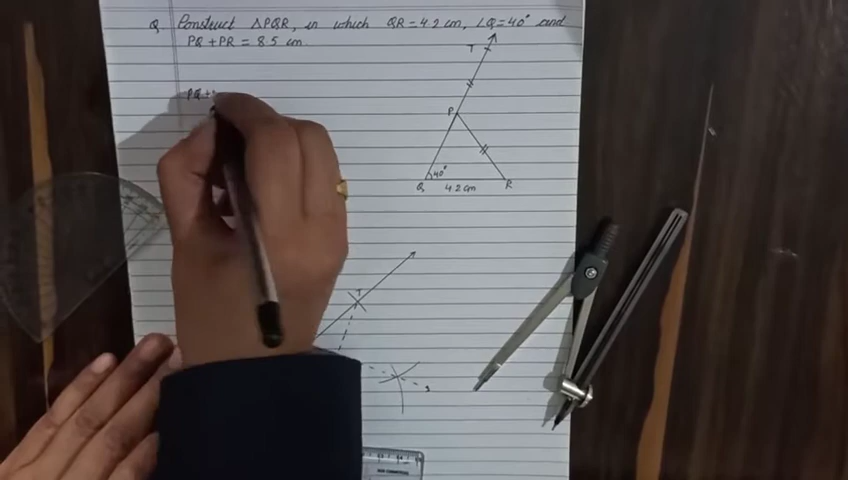 Q. Construct ΔPQR, in which QR = 4.2 cm, ∠Q = 40° and
PQ + PR = 8.5 cm.
T
PQ +
P
40°
Q 4.2 cm R
T